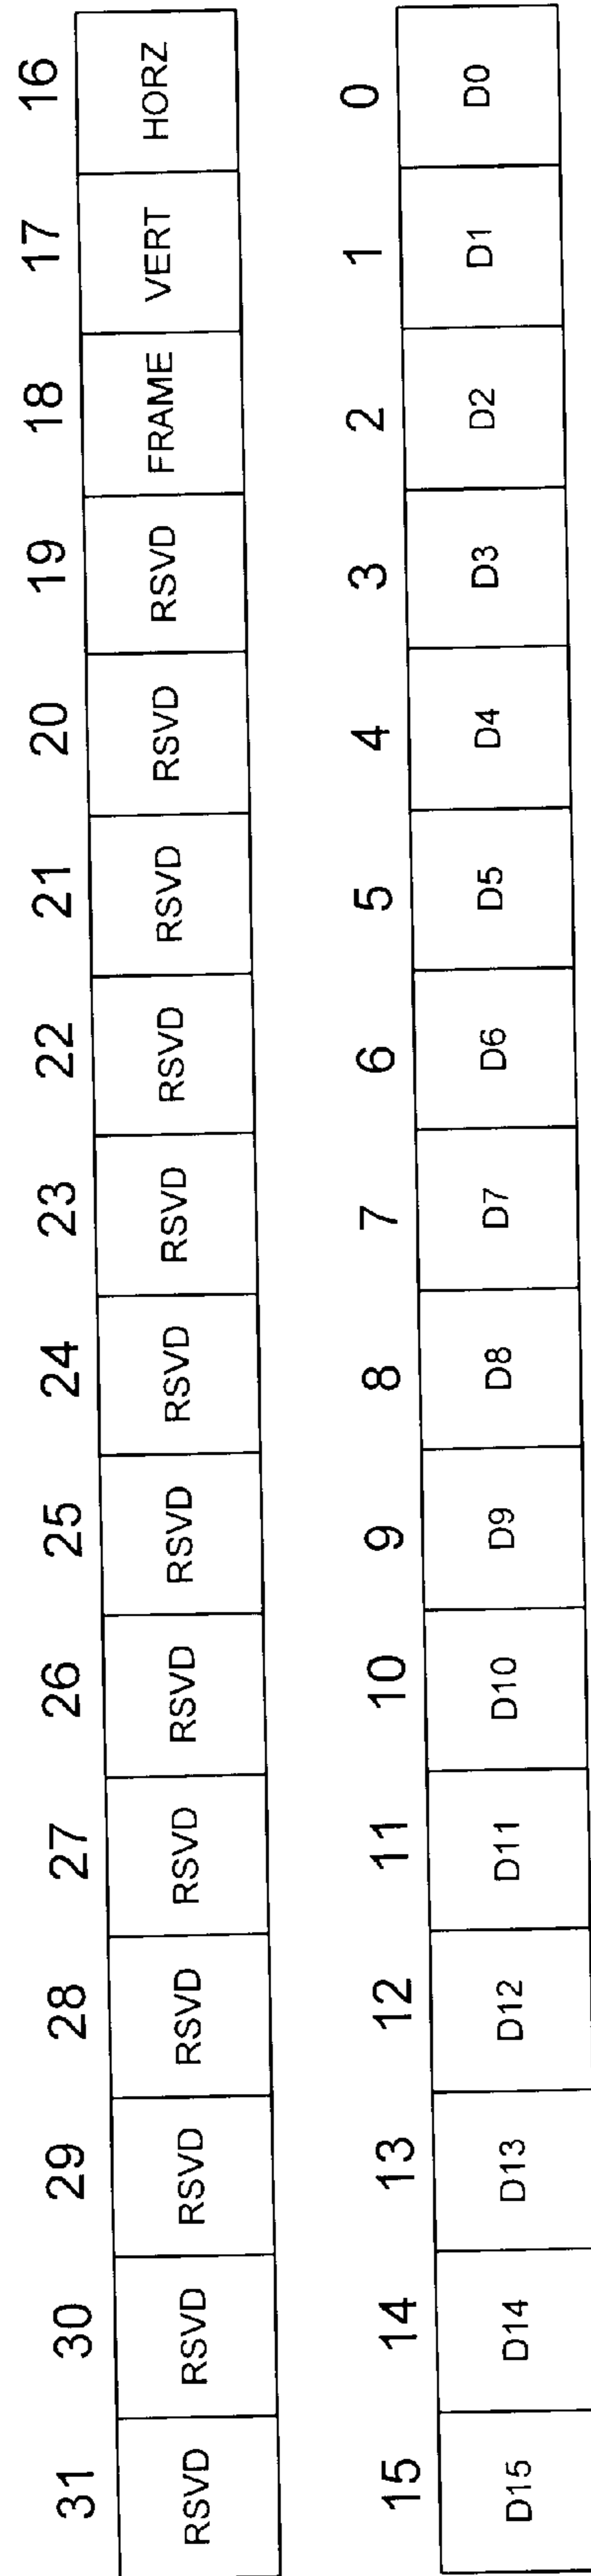 31 30 29 28 27 26 25 24 23 22 21 20 19 18 17 16
RSVD RSVD RSVD RSVD RSVD RSVD RSVD RSVD RSVD RSVD RSVD RSVD RSVD FRAME VERT HORZ
15 14 13 12 11 10 9 8 7 6 5 4 3 2 1 0
D15 D14 D13 D12 D11 D10 D9 D8 D7 D6 D5 D4 D3 D2 D1 D0